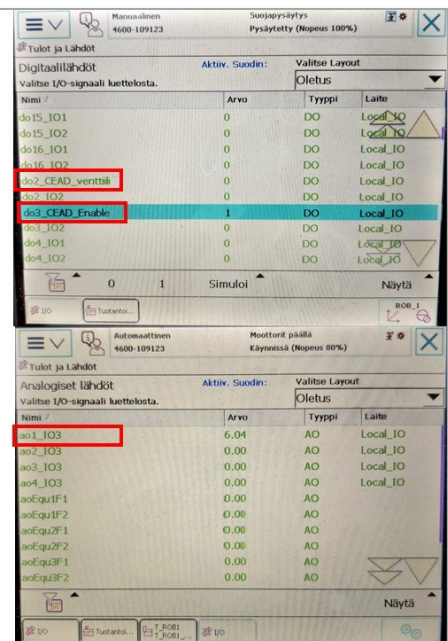 Manuaalinen Suojapysäytys
4600-109123 Pysäytetty (Nopeus 100%)
Tulot ja Lähdöt
Digitaalilähdöt Aktiiv. Suodin: Valitse Layout
Valitse I/O-signaali luettelosta. Oletus
Nimi Arvo Tyyppi Laite
do15_IO1 0 DO Local_IO
do15_IO2 0 DO Local_IO
do16_IO1 0 DO Local_IO
do16_IO2 0 DO Local_IO
do2_CEAD_venttiili 0 DO Local_IO
do2_IO2 0 DO Local_IO
do3_CEAD_Enable 1 DO Local_IO
do3_IO2 0 DO Local_IO
do4_IO1 0 DO Local_IO
do4_IO2 0 DO Local_IO
0 1 Simuloi Näytä
I/O Tuotantoi... ROB_1
Automaattinen Moottorit päällä
4600-109123 Käynnissä (Nopeus 80%)
Tulot ja Lähdöt
Analogiset lähdöt Aktiiv. Suodin: Valitse Layout
Valitse I/O-signaali luettelosta. Oletus
Nimi Arvo Tyyppi Laite
ao1_IO3 6.04 AO Local_IO
ao2_IO3 0.00 AO Local_IO
ao3_IO3 0.00 AO Local_IO
ao4_IO3 0.00 AO Local_IO
aoEqu1F1 0.00 AO
aoEqu1F2 0.00 AO
aoEqu2F1 0.00 AO
aoEqu2F2 0.00 AO
aoEqu3F1 0.00 AO
aoEqu3F2 0.00 AO
Näytä
I/O Tuotantoi... T_ROB1 T_ROB1_... I/O